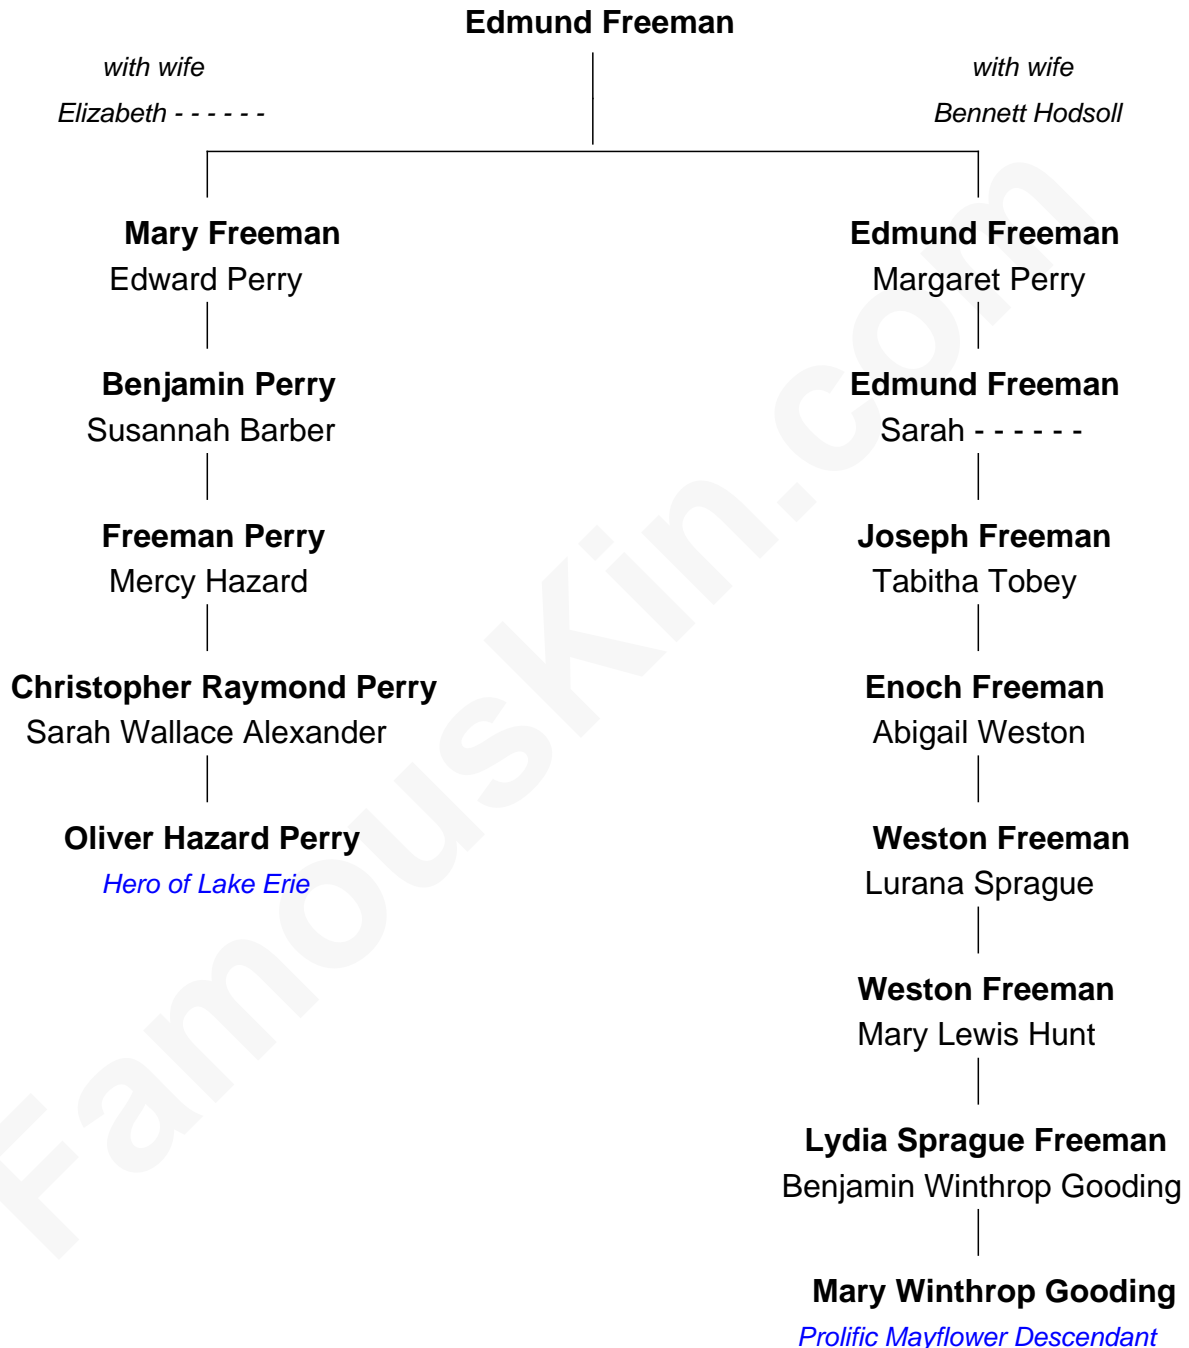 Edmund Freeman
with wife
Elizabeth - - - - - -
with wife
Bennett Hodsoll
Mary Freeman
Edward Perry
Benjamin Perry
Susannah Barber
Freeman Perry
Mercy Hazard
Christopher Raymond Perry
Sarah Wallace Alexander
Oliver Hazard Perry
Hero of Lake Erie
Edmund Freeman
Margaret Perry
Edmund Freeman
Sarah - - - - - -
Joseph Freeman
Tabitha Tobey
Enoch Freeman
Abigail Weston
Weston Freeman
Lurana Sprague
Weston Freeman
Mary Lewis Hunt
Lydia Sprague Freeman
Benjamin Winthrop Gooding
Mary Winthrop Gooding
Prolific Mayflower Descendant
FamousKin.com